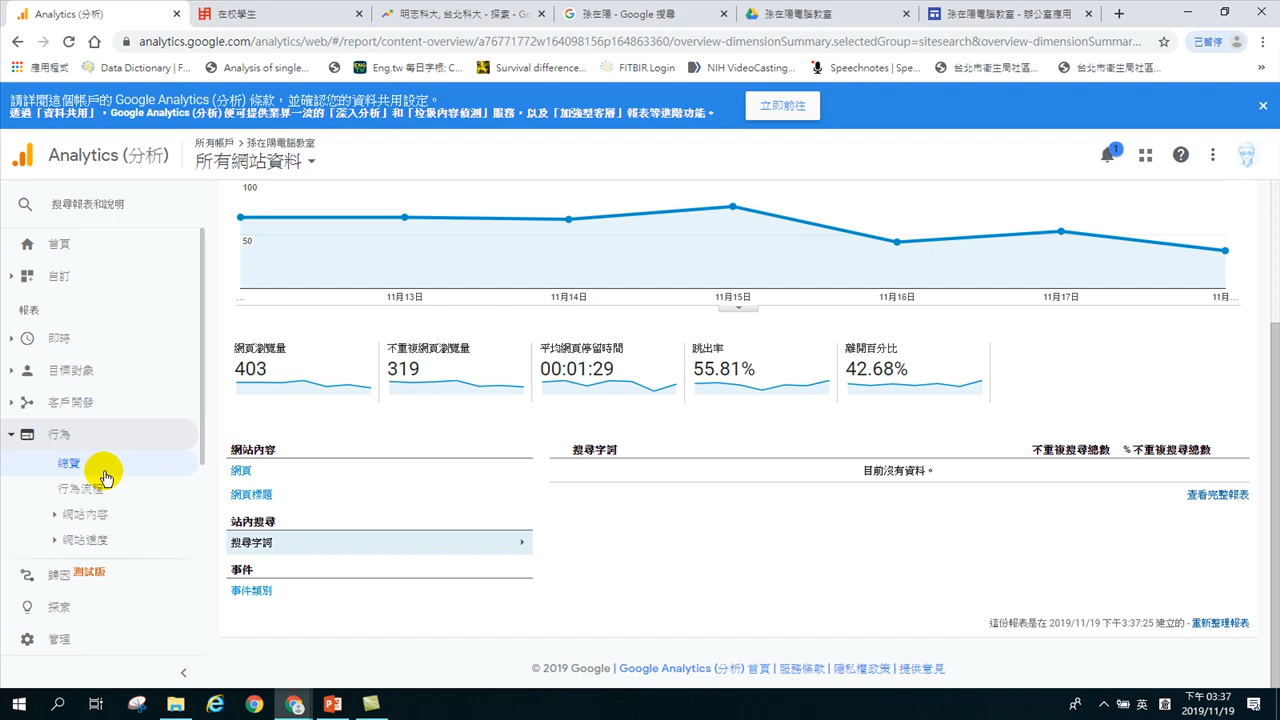 Analytics (分析)
在校學生
明志科大, 台北科大 - 探索 - Go
孫在陽 - Google 搜尋
孫在陽電腦教室
孫在陽電腦教室 - 辦公室應用
analytics.google.com/analytics/web/#/report/content-overview/a76771772w164098156p164863360/overview-dimensionSummary.selectedGroup=sitesearch&overview-dimensionSummar...
已暫停
應用程式
Data Dictionary | F...
Analysis of single...
Eng.tw 每日字根: C...
Survival difference...
FITBIR Login
NIH VideoCasting...
Speechnotes | Spe...
台北市衛生局社區...
台北市衛生局社區...
請詳閱這個帳戶的 Google Analytics (分析) 條款，並確認您的資料共用設定。
透過「資料共用」，Google Analytics (分析) 便可提供業界一流的「深入分析」和「垃圾內容偵測」服務，以及「加強型客層」報表等進階功能。
立即前往
Analytics (分析)
所有帳戶 > 孫在陽電腦教室
所有網站資料
1
搜尋報表和說明
首頁
自訂
報表
即時
目標對象
客戶開發
行為
總覽
行為流程
網站內容
網站速度
歸因 測試版
探索
管理
100
50
...
11月13日
11月14日
11月15日
11月16日
11月17日
11月...
網頁瀏覽量
403
不重複網頁瀏覽量
319
平均網頁停留時間
00:01:29
跳出率
55.81%
離開百分比
42.68%
網站內容
網頁
網頁標題
站內搜尋
搜尋字詞
事件
事件類別
搜尋字詞
不重複搜尋總數
% 不重複搜尋總數
目前沒有資料。
查看完整報表
這份報表是在 2019/11/19 下午3:37:25 建立的 - 重新整理報表
© 2019 Google | Google Analytics (分析) 首頁 | 服務條款 | 隱私權政策 | 提供意見
英
下午 03:37
2019/11/19